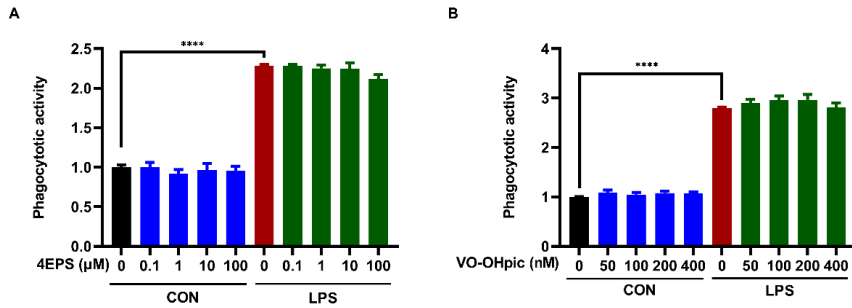 A
Phagocytotic activity
2.5
2.0
1.5
1.0
0.5
0.0
****
4EPS (µM) 0 0.1 1 10 100 0 0.1 1 10 100
CON LPS
B
Phagocytotic activity
4
3
2
1
0
****
VO-OHpic (nM) 0 50 100 200 400 0 50 100 200 400
CON LPS